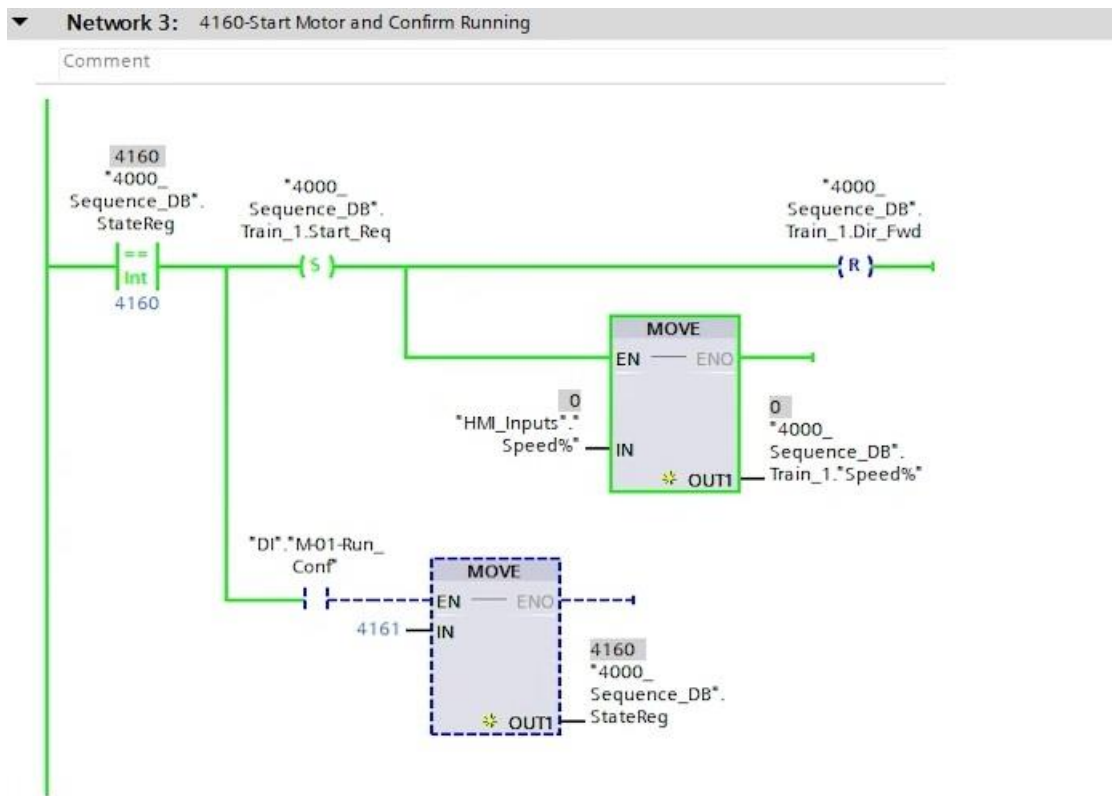 Network 3: 4160-Start Motor and Confirm Running
Comment
4160
"4000_
Sequence_DB".
StateReg
==
Int
4160
"4000_
Sequence_DB".
Train_1.Start_Req
S
"4000_
Sequence_DB".
Train_1.Dir_Fwd
R
MOVE
EN ENO
0
"HMI_Inputs"."
Speed%"
IN
OUT1
0
"4000_
Sequence_DB".
Train_1."Speed%"
"DI"."M-01-Run_
Conf"
MOVE
EN ENO
4161
IN
OUT1
4160
"4000_
Sequence_DB".
StateReg